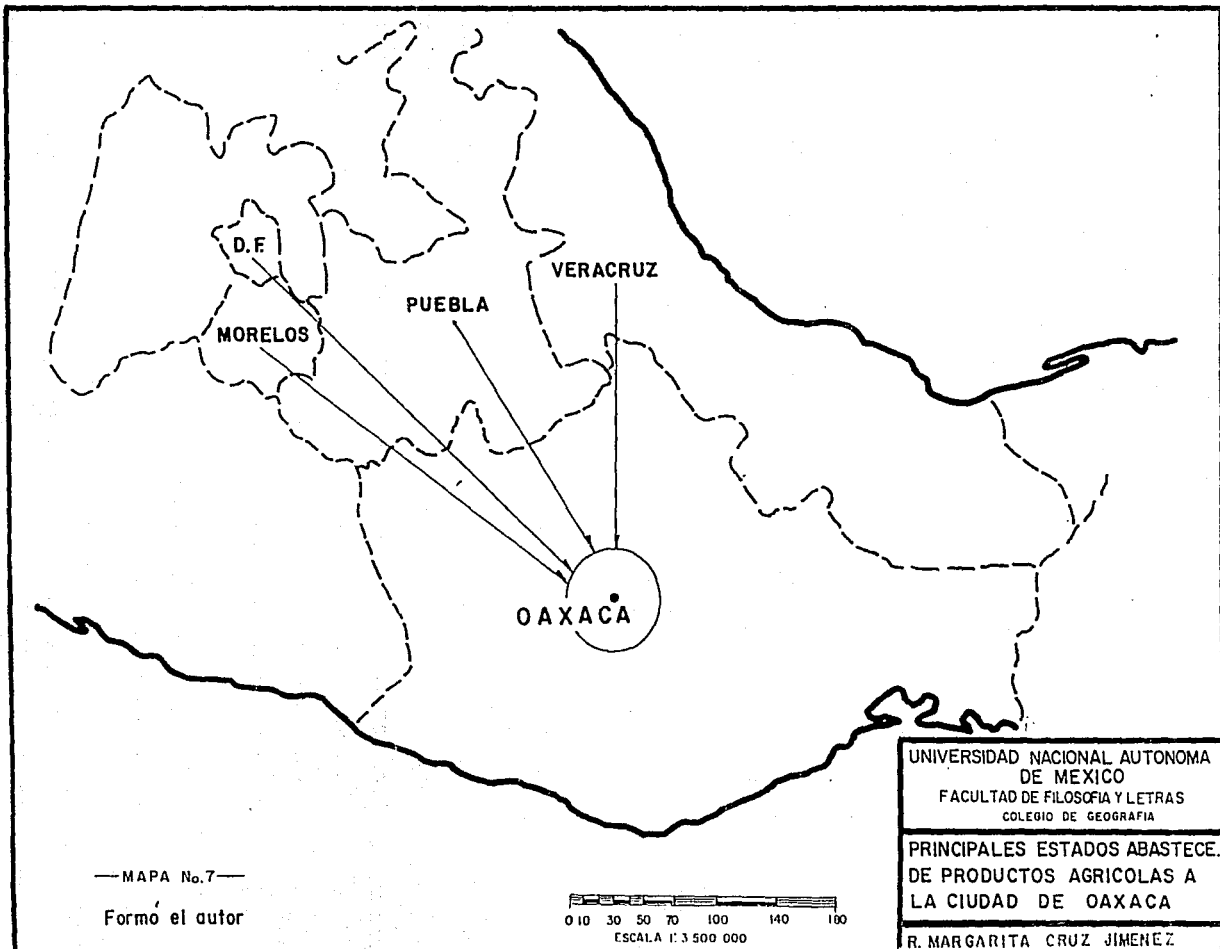 D.F.
VERACRUZ
PUEBLA
MORELOS
OAXACA
UNIVERSIDAD NACIONAL AUTONOMA
DE MEXICO
FACULTAD DE FILOSOFIA Y LETRAS
COLEGIO DE GEOGRAFIA
PRINCIPALES ESTADOS ABASTECE.
DE PRODUCTOS AGRICOLAS A
LA CIUDAD DE OAXACA
R. MARGARITA CRUZ JIMENEZ
—MAPA No.7—
Formó el autor
0 10 30 50 70 100 140 180
ESCALA 1: 3 500 000